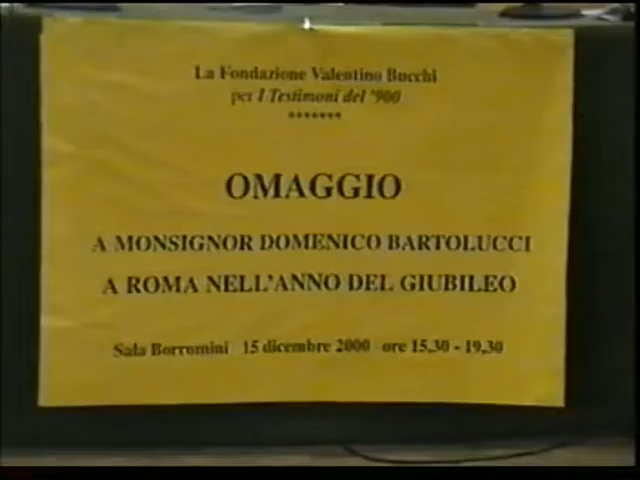 La Fondazione Valentino Bucchi
per I Testimoni del '900
*******
OMAGGIO
A MONSIGNOR DOMENICO BARTOLUCCI
A ROMA NELL'ANNO DEL GIUBILEO
Sala Borromini 15 dicembre 2000 ore 15,30 - 19,30